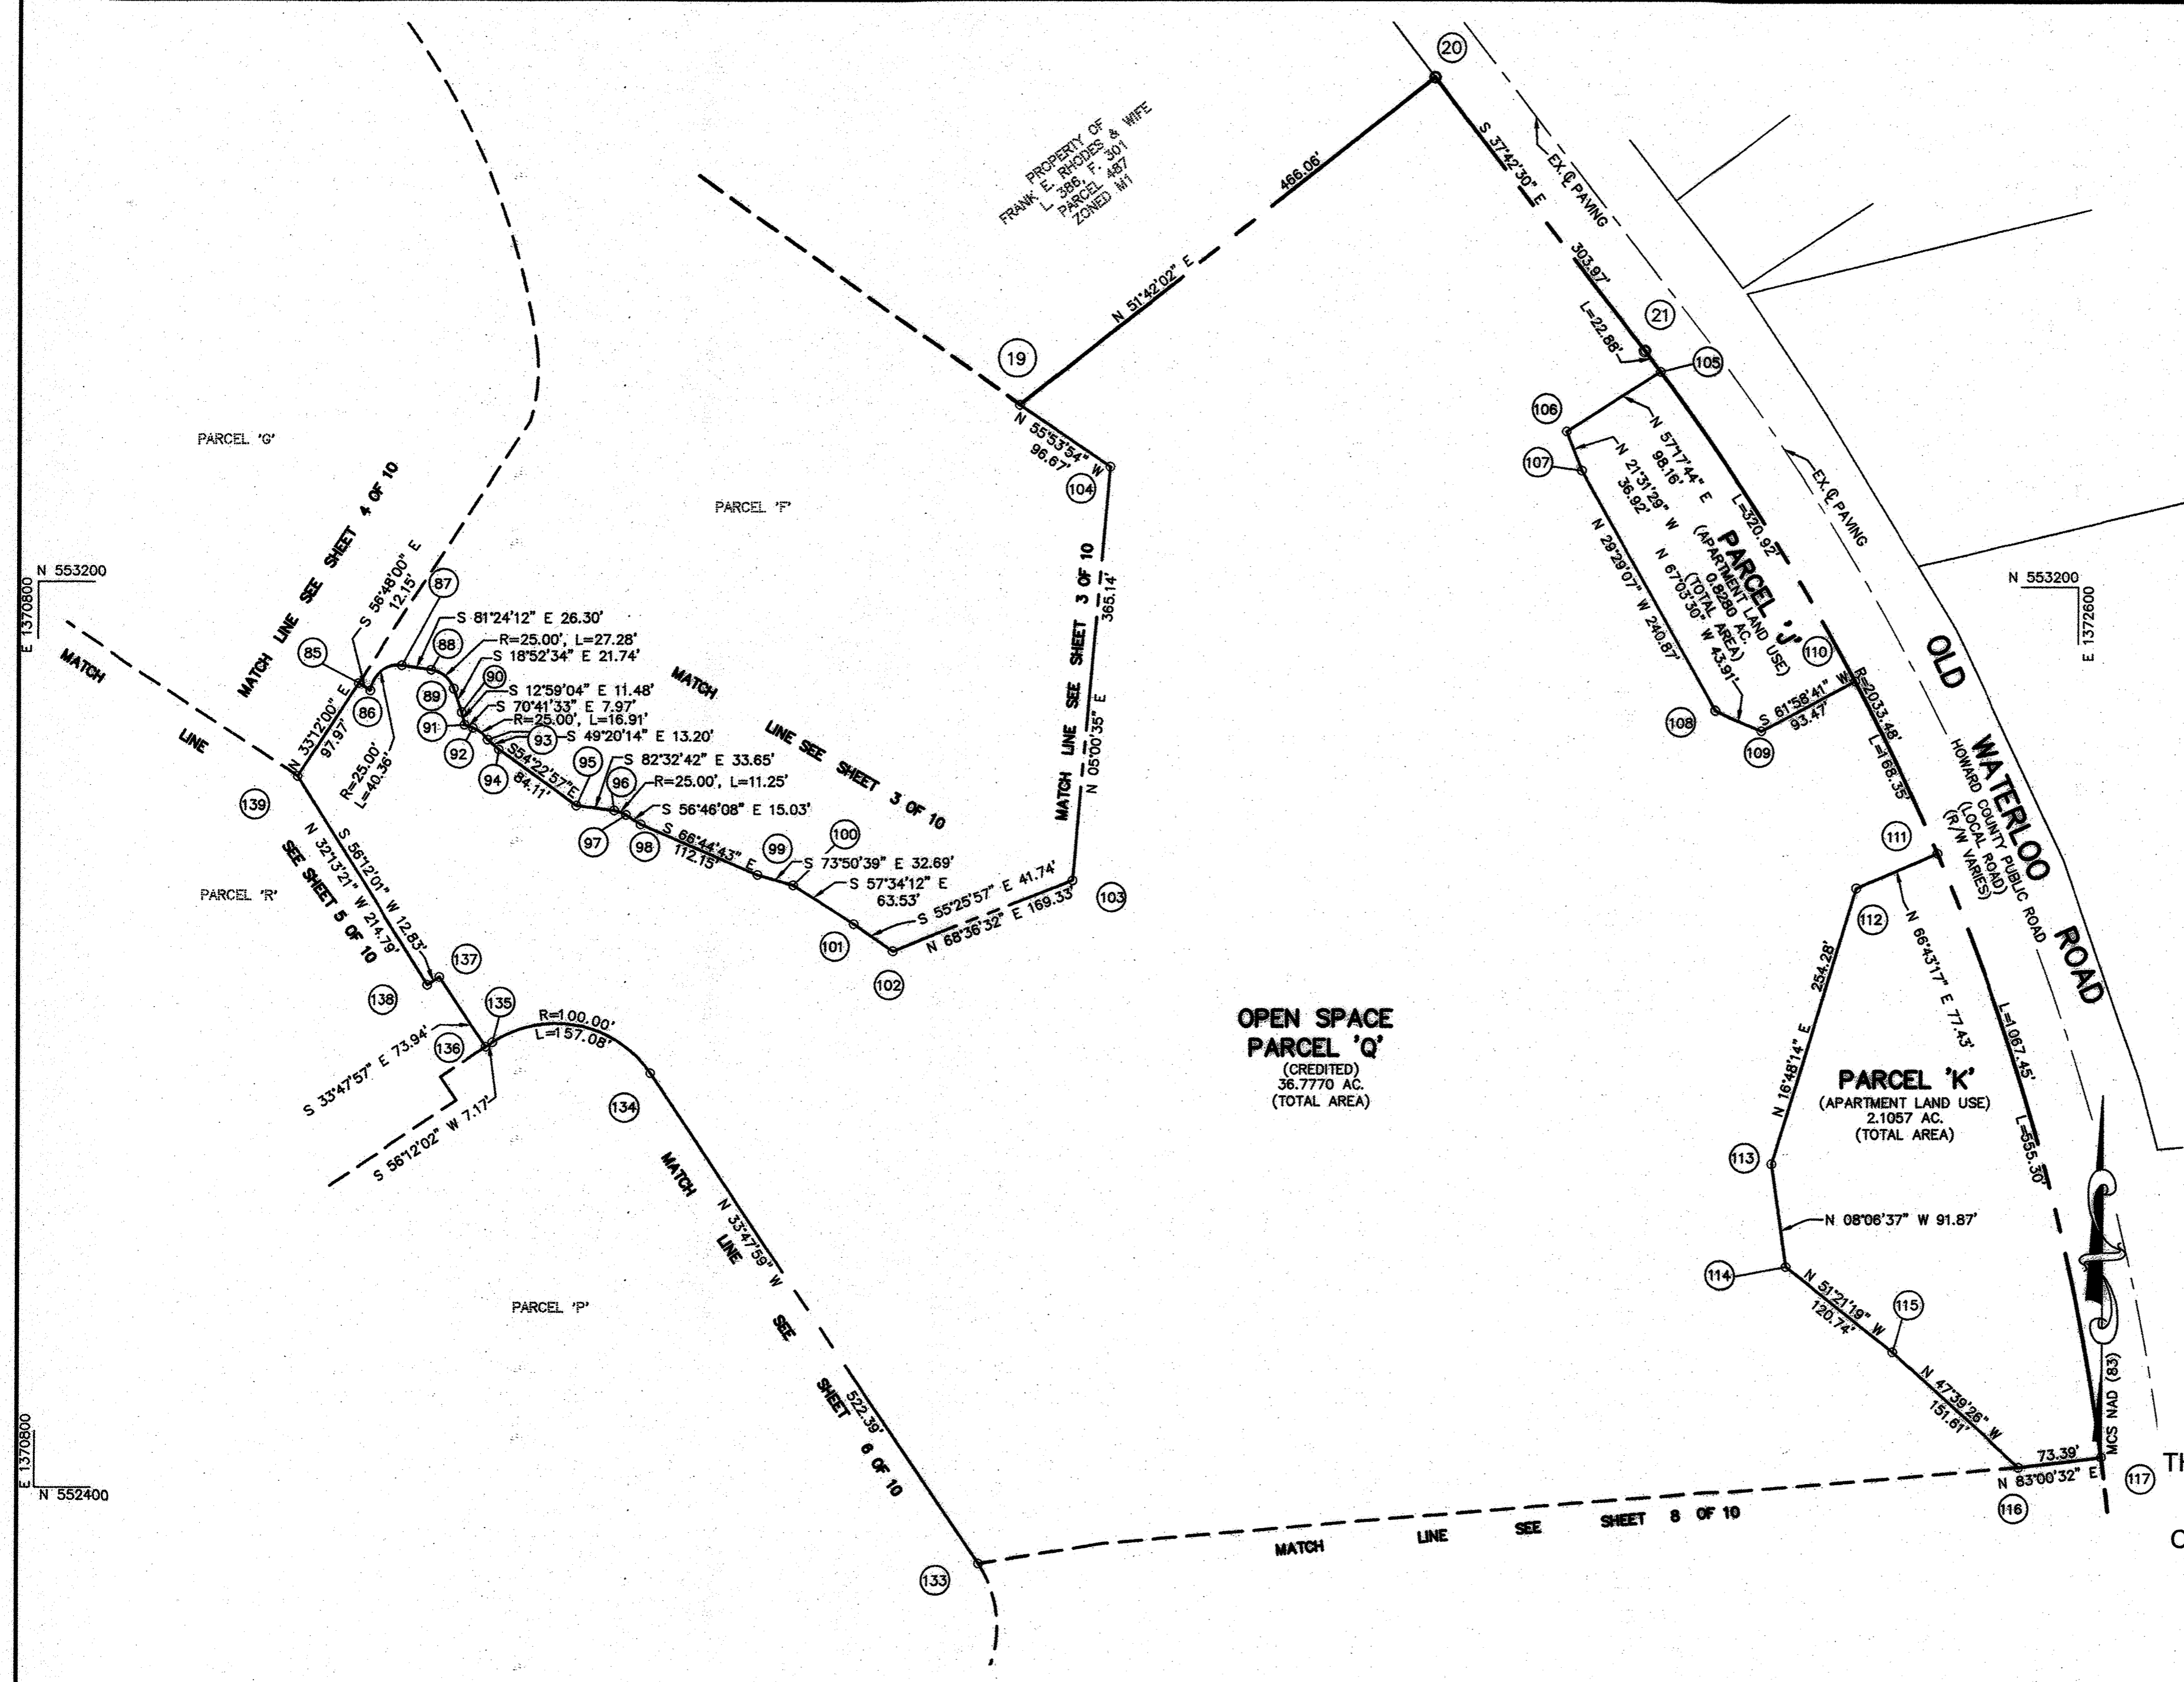 20
PROPERTY OF
FRANK E. RHODES & WIFE
L. 386, F. 301
PARCEL 487
ZONED M1
466.06'
N 51°42'02" E
S 37°42'30" E
303.97'
EX. ℄ PAVING
21
L=22.88'
19
105
106
107
N 55°53'54" W
96.67'
104
N 57°17'44" E
98.16'
N 21°31'29" W
36.92'
L=320.92'
EX. ℄ PAVING
PARCEL 'J'
(APARTMENT LAND USE)
0.8280 AC.
(TOTAL AREA)
N 67°03'30" W 43.91'
N 29°29'07" W 240.87'
110
108
109
S 61°58'41" W
93.47'
R=2033.48'
L=168.35'
PARCEL 'G'
PARCEL 'F'
MATCH LINE SEE SHEET 4 OF 10
N 553200
E 1370800
N 553200
E 1372600
S 56°48'00" E
12.15'
87
S 81°24'12" E 26.30'
88
R=25.00', L=27.28'
S 18°52'34" E 21.74'
85
86
89
90
S 12°59'04" E 11.48'
S 70°41'33" E 7.97'
R=25.00', L=16.91'
S 49°20'14" E 13.20'
91
92
93
94
S54°22'57"E
84.11'
95
96
S 82°32'42" E 33.65'
R=25.00', L=11.25'
S 56°46'08" E 15.03'
97
98
S 66°44'43" E
112.15'
99
100
S 73°50'39" E 32.69'
S 57°34'12" E
63.53'
S 55°25'57" E 41.74'
N 68°36'32" E 169.33'
101
102
103
MATCH LINE SEE SHEET 3 OF 10
MATCH LINE SEE SHEET 3 OF 10
365.14'
N 05°00'35" E
MATCH LINE
N 33°12'00" E
97.97'
R=25.00'
L=40.36'
139
S 56°12'01" W 12.83'
N 32°13'21" W 214.79'
SEE SHEET 5 OF 10
PARCEL 'R'
137
138
135
136
S 33°47'57" E 73.94'
S 56°12'02" W 7.17'
R=100.00'
L=157.08'
134
MATCH LINE SEE SHEET 6 OF 10
N 33°47'59" W
522.39'
PARCEL 'P'
133
OPEN SPACE
PARCEL 'Q'
(CREDITED)
36.7770 AC.
(TOTAL AREA)
OLD WATERLOO ROAD
HOWARD COUNTY PUBLIC ROAD
(LOCAL ROAD)
(R/W VARIES)
111
112
N 66°43'17" E 77.43'
254.28'
N 16°48'14" E
L=1067.45'
L=555.30'
PARCEL 'K'
(APARTMENT LAND USE)
2.1057 AC.
(TOTAL AREA)
113
N 08°06'37" W 91.87'
114
N 51°21'19" W
120.74'
115
N 47°39'26" W
151.61'
MCS NAD (83)
73.39'
N 83°00'32" E
116
117
MATCH LINE SEE SHEET 8 OF 10
E 1370800
N 552400